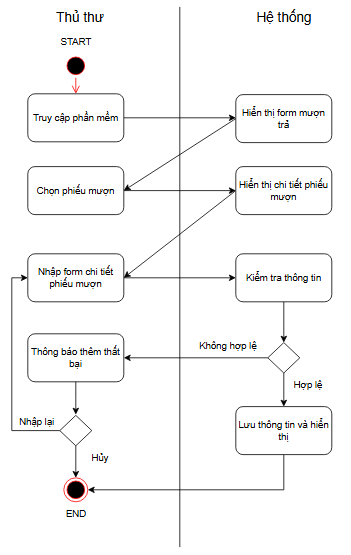 Thủ thư
Hệ thống
START
Truy cập phần mềm
Hiển thị form mượn
trả
Chọn phiếu mượn
Hiển thị chi tiết phiếu
mượn
Nhập form chi tiết
phiếu mượn
Kiểm tra thông tin
Không hợp lệ
Thông báo thêm thất
bại
Hợp lệ
Nhập lại
Lưu thông tin và hiển
thị
Hủy
END